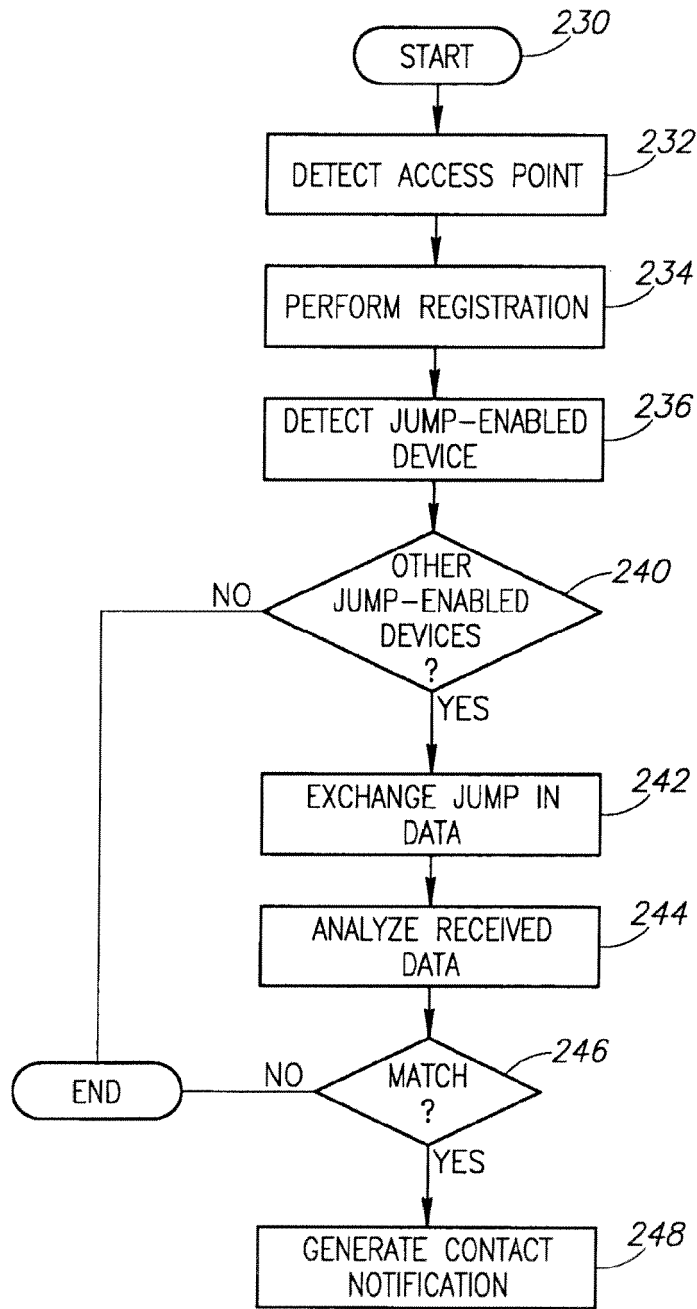 START
230
DETECT ACCESS POINT
232
PERFORM REGISTRATION
234
DETECT JUMP-ENABLED
DEVICE
236
OTHER
JUMP-ENABLED
DEVICES
?
240
NO
YES
EXCHANGE JUMP IN
DATA
242
ANALYZE RECEIVED
DATA
244
MATCH
?
246
NO
END
YES
GENERATE CONTACT
NOTIFICATION
248